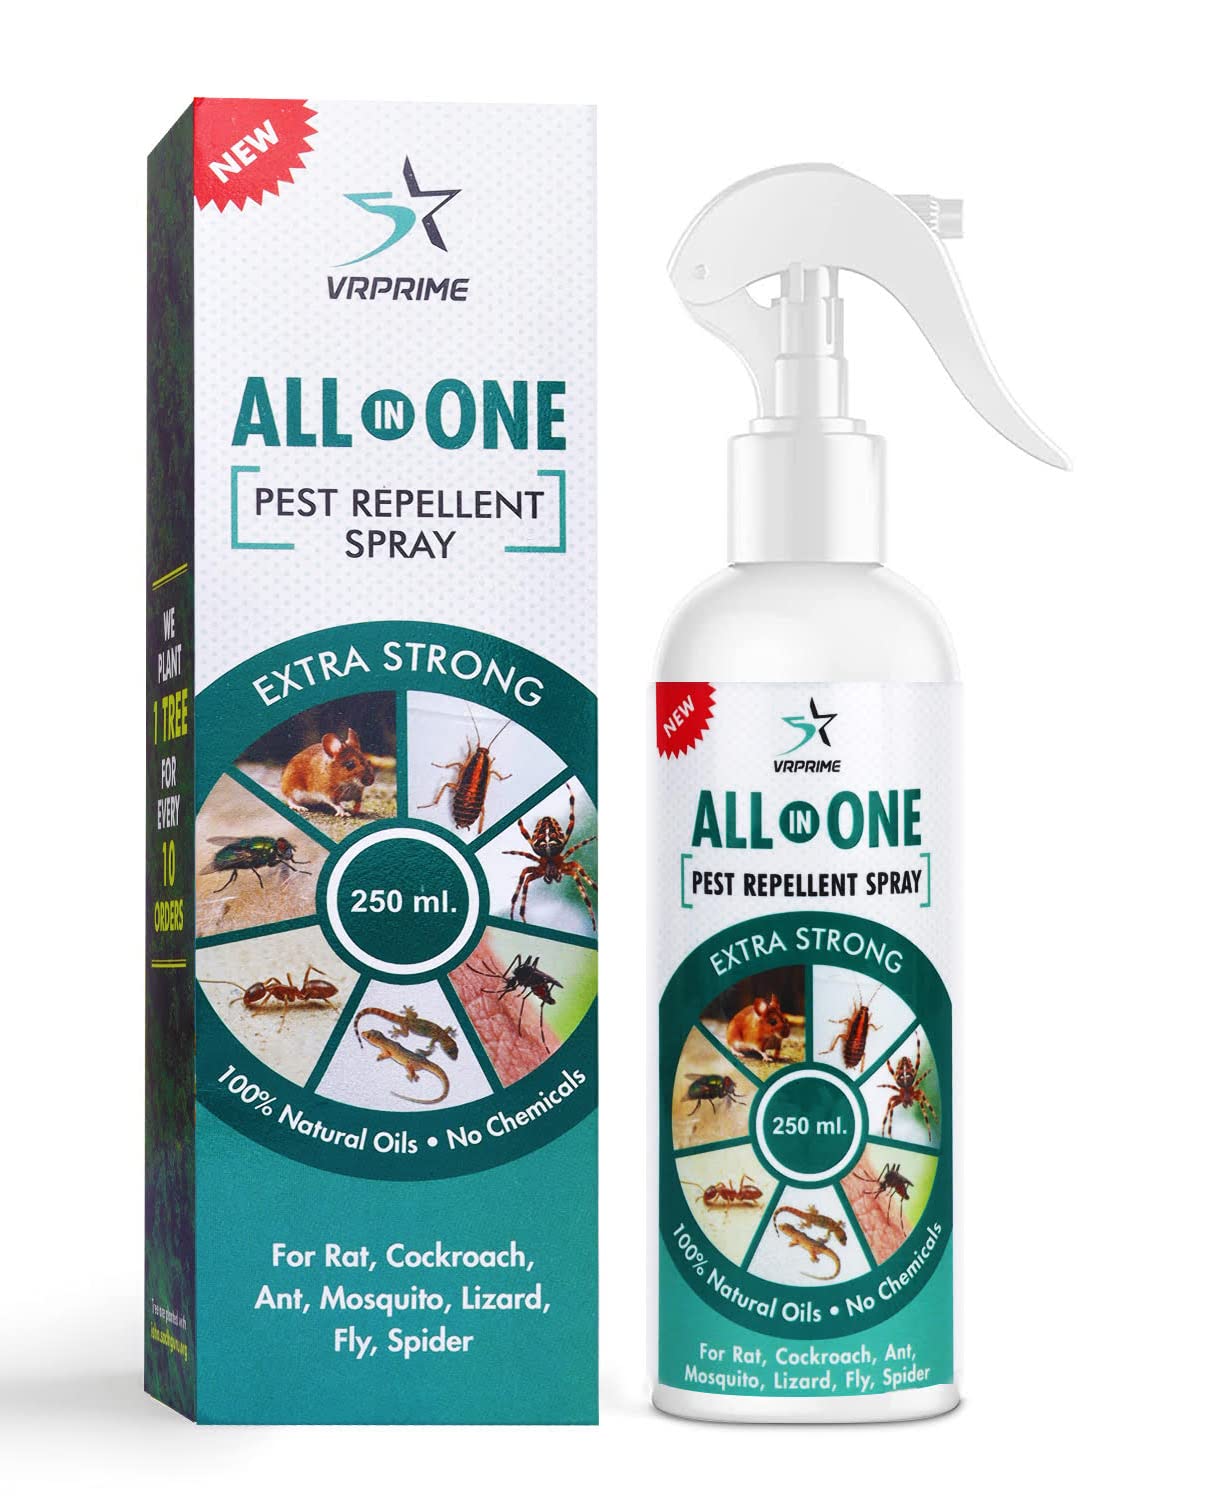 NEW
VRPRIME
ALL IN ONE
PEST REPELLENT
SPRAY
EXTRA STRONG
250 ml.
100% Natural Oils • No Chemicals
For Rat, Cockroach,
Ant, Mosquito, Lizard,
Fly, Spider
WE
PLANT
1 TREE
FOR
EVERY
10
ORDERS
NEW
VRPRIME
ALL IN ONE
PEST REPELLENT SPRAY
EXTRA STRONG
250 ml.
100% Natural Oils • No Chemicals
For Rat, Cockroach, Ant,
Mosquito, Lizard, Fly, Spider